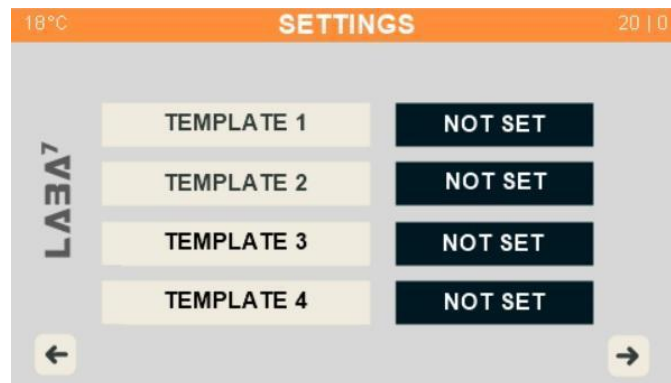 18°C SETTINGS 20 | 0
TEMPLATE 1 NOT SET
TEMPLATE 2 NOT SET
TEMPLATE 3 NOT SET
TEMPLATE 4 NOT SET
LABA7